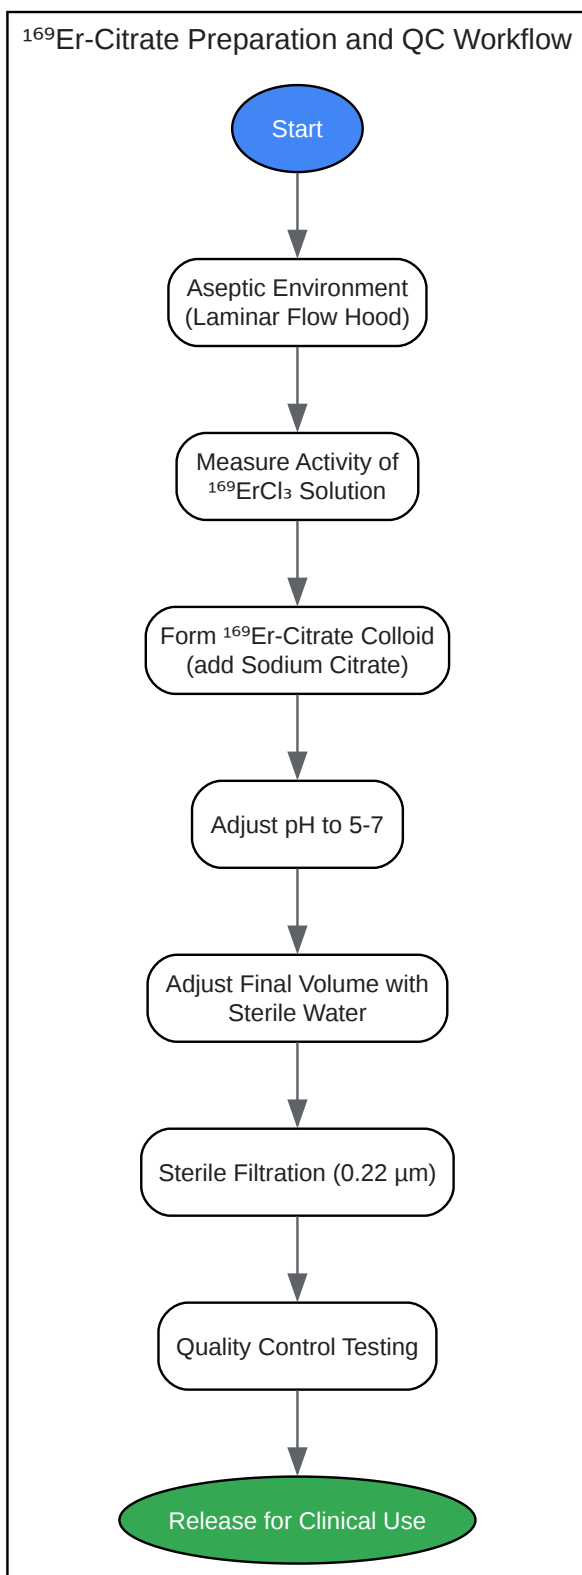 ¹⁶⁹Er-Citrate Preparation and QC Workflow
Start
Aseptic Environment
(Laminar Flow Hood)
Measure Activity of
¹⁶⁹ErCl₃ Solution
Form ¹⁶⁹Er-Citrate Colloid
(add Sodium Citrate)
Adjust pH to 5-7
Adjust Final Volume with
Sterile Water
Sterile Filtration (0.22 µm)
Quality Control Testing
Release for Clinical Use